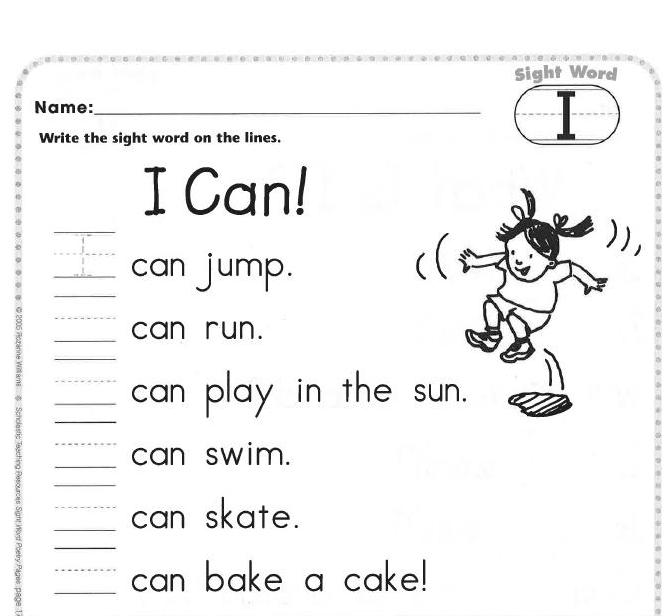 Sight Word
I
Name:
Write the sight word on the lines.
I Can!
I can jump.
can run.
can play in the sun.
can swim.
can skate.
can bake a cake!
© 2005 Rozanne Williams Scholastic Teaching Resources Sight Word Poetry Pages page